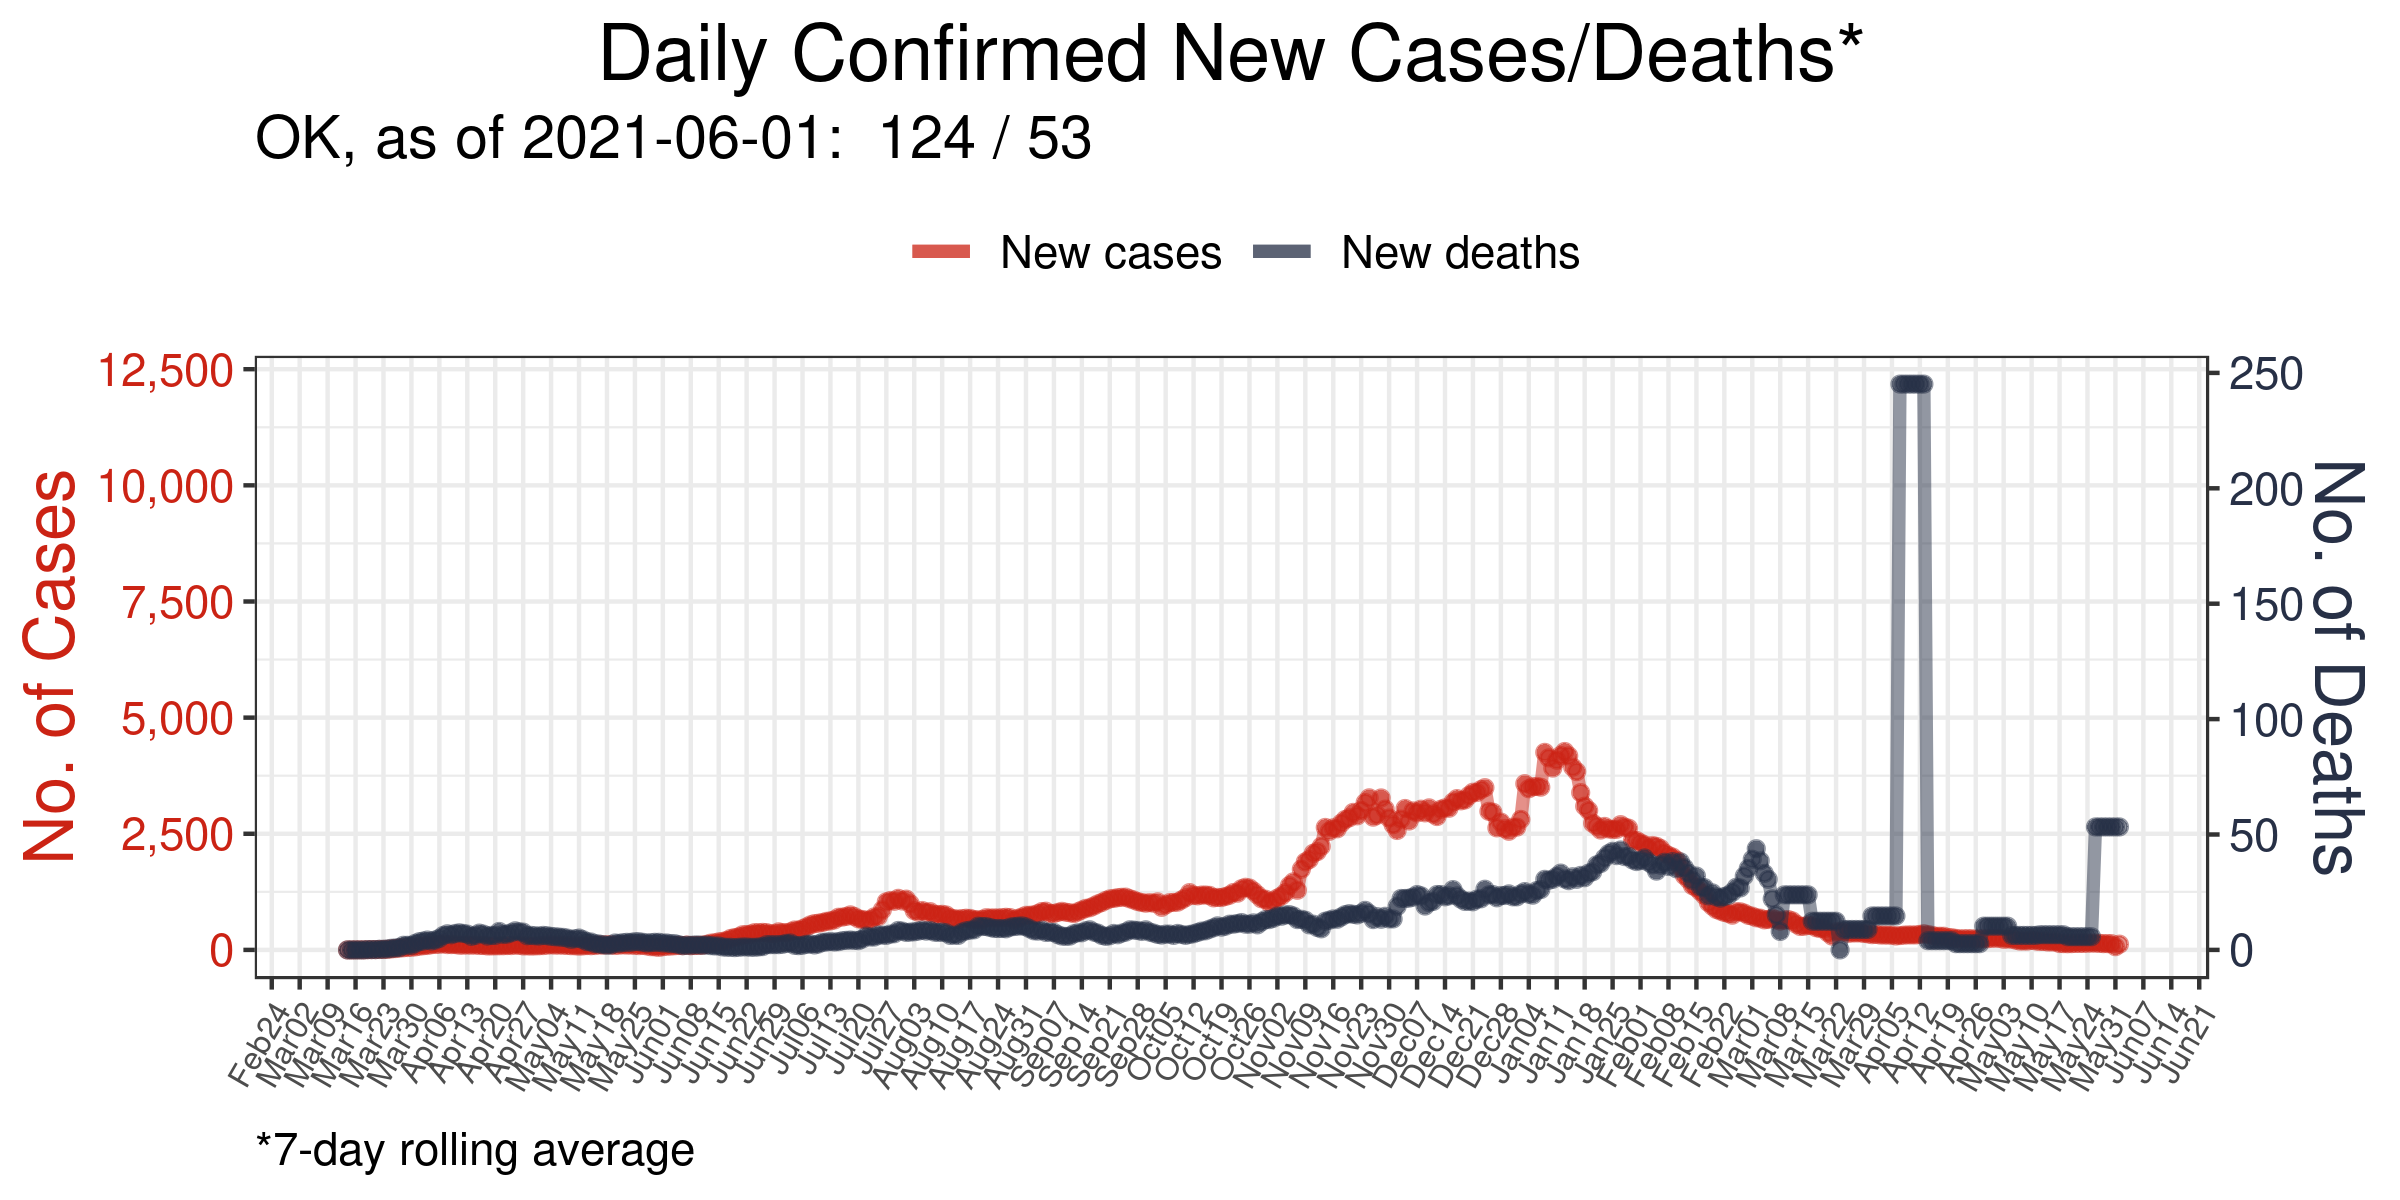 Daily Confirmed New Cases/Deaths*
OK, as of 2021-06-01:  124 / 53
New cases New deaths
No. of Cases
12,500
10,000
7,500
5,000
2,500
0
250
200
150
100
50
0
No. of Deaths
Feb24 Mar02 Mar09 Mar16 Mar23 Mar30 Apr06 Apr13 Apr20 Apr27 May04 May11 May18 May25 Jun01 Jun08 Jun15 Jun22 Jun29 Jul06 Jul13 Jul20 Jul27 Aug03 Aug10 Aug17 Aug24 Aug31 Sep07 Sep14 Sep21 Sep28 Oct05 Oct12 Oct19 Oct26 Nov02 Nov09 Nov16 Nov23 Nov30 Dec07 Dec14 Dec21 Dec28 Jan04 Jan11 Jan18 Jan25 Feb01 Feb08 Feb15 Feb22 Mar01 Mar08 Mar15 Mar22 Mar29 Apr05 Apr12 Apr19 Apr26 May03 May10 May17 May24 May31 Jun07 Jun14 Jun21
*7-day rolling average